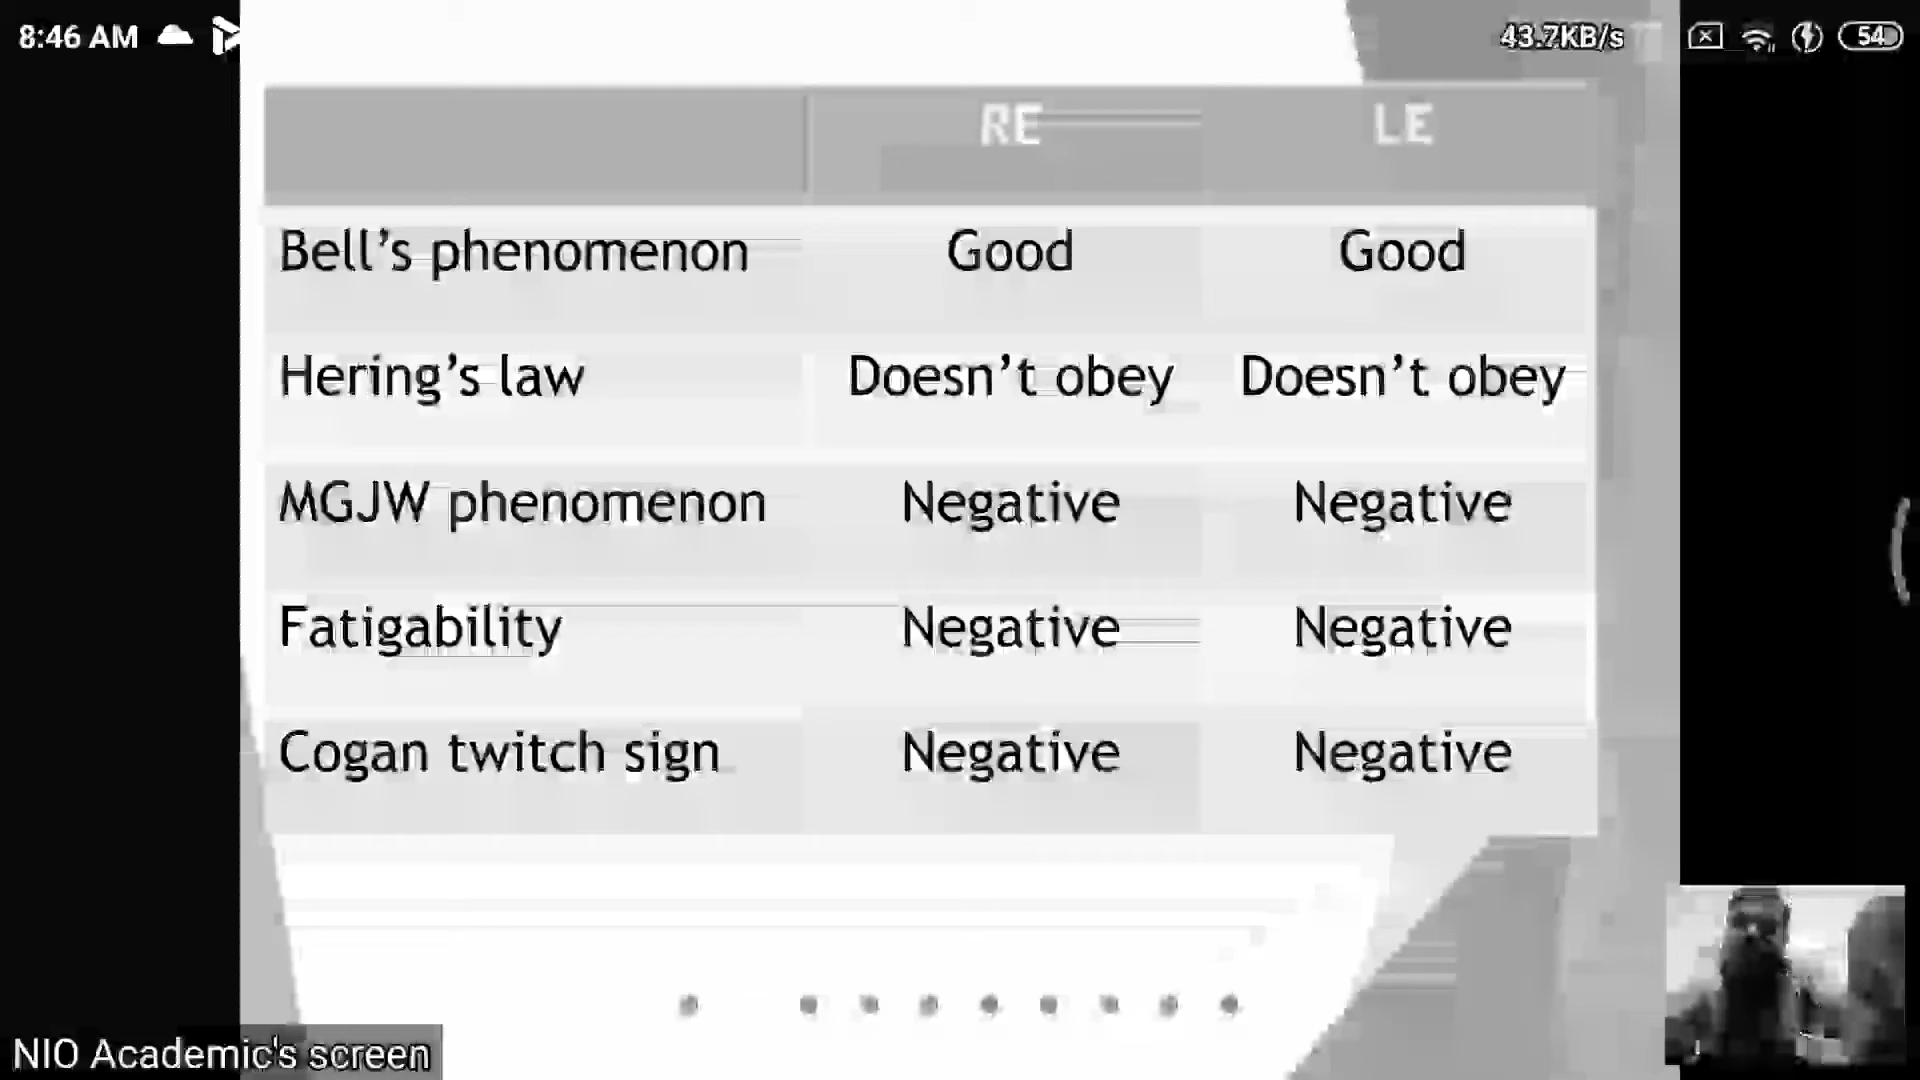 8:46 AM
43.7KB/s
54
RE LE
Bell's phenomenon Good Good
Hering's law Doesn't obey Doesn't obey
MGJW phenomenon Negative Negative
Fatigability Negative Negative
Cogan twitch sign Negative Negative
NIO Academic's screen